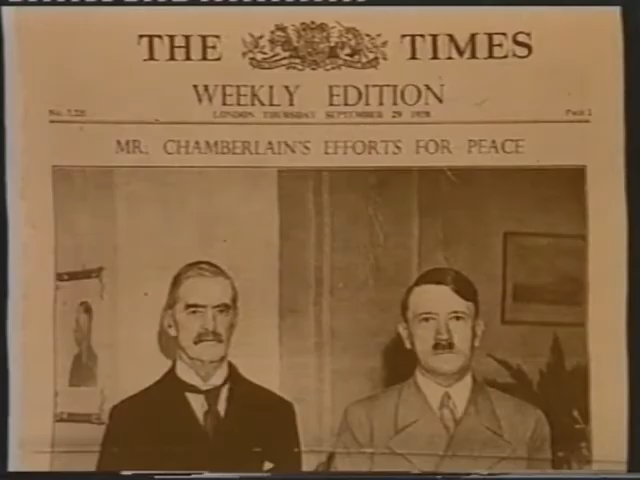 THE TIMES
WEEKLY EDITION
LONDON THURSDAY SEPTEMBER 29 1938
MR. CHAMBERLAIN'S EFFORTS FOR PEACE